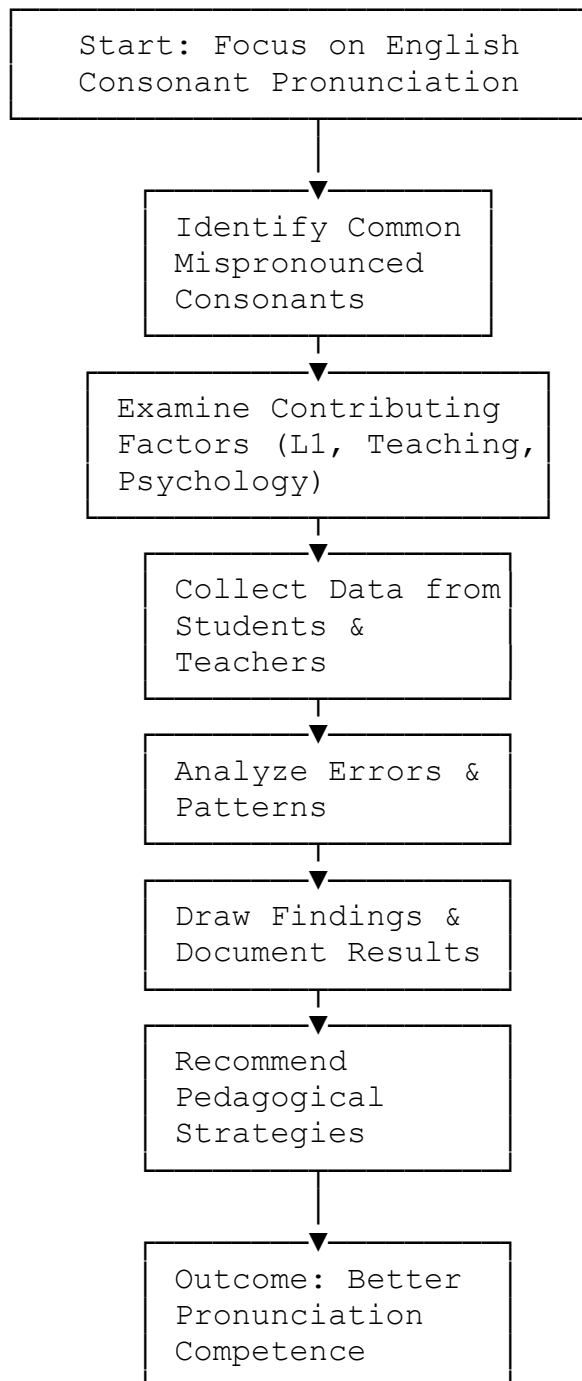 Start: Focus on English
Consonant Pronunciation
Identify Common
Mispronounced
Consonants
Examine Contributing
Factors (L1, Teaching,
Psychology)
Collect Data from
Students &
Teachers
Analyze Errors &
Patterns
Draw Findings &
Document Results
Recommend
Pedagogical
Strategies
Outcome: Better
Pronunciation
Competence